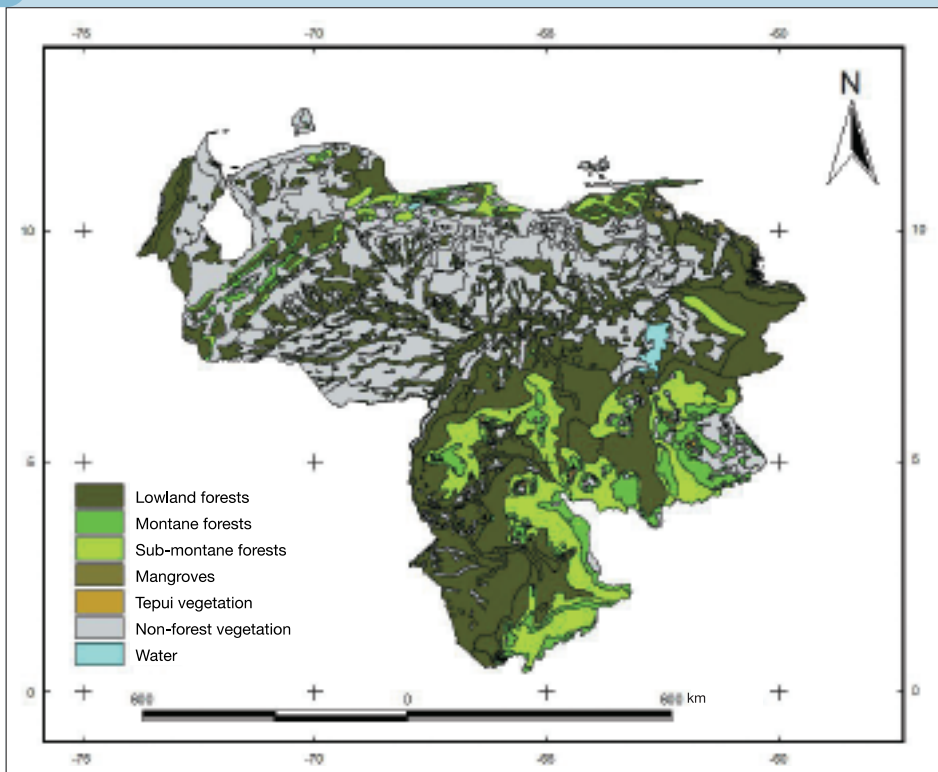 -75 -70 -65 -60
N
10 10
5 5
Lowland forests
Montane forests
Sub-montane forests
Mangroves
Tepui vegetation
Non-forest vegetation
Water
0 0
600 0 600 km
-75 -70 -65 -60